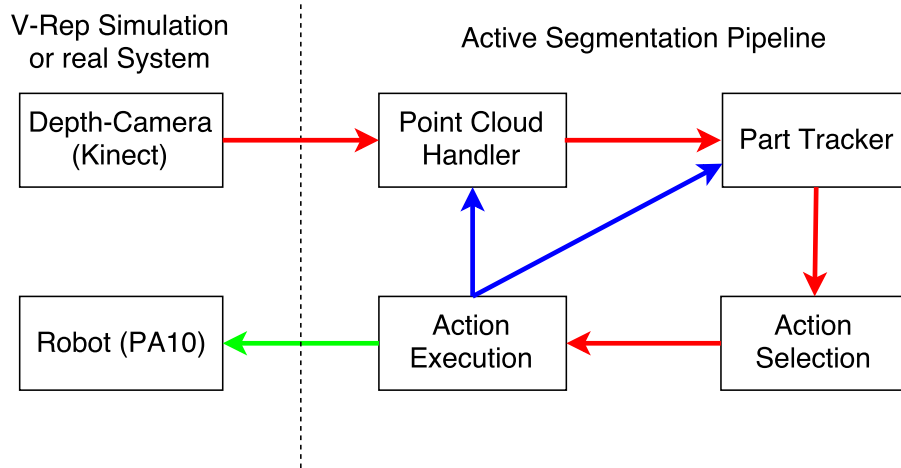 V-Rep Simulation
or real System
Active Segmentation Pipeline
Depth-Camera
(Kinect)
Point Cloud
Handler
Part Tracker
Robot (PA10)
Action
Execution
Action
Selection